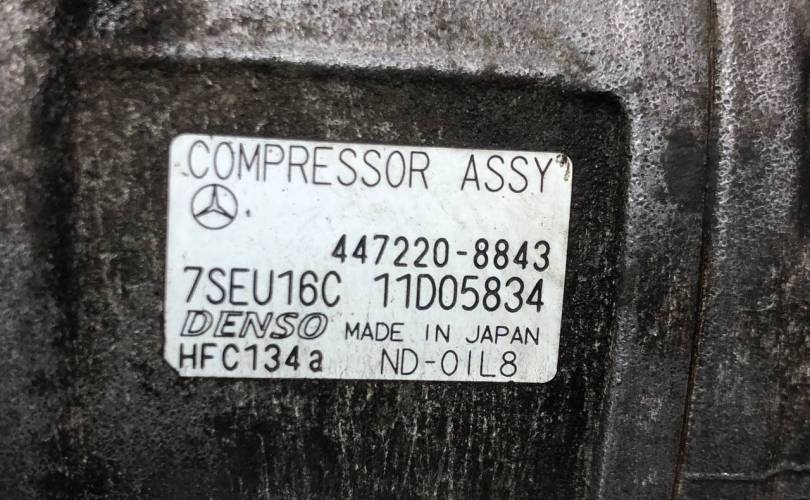 COMPRESSOR ASSY
447220-8843
7SEU16C 11D05834
DENSO MADE IN JAPAN
HFC134a ND-OIL8